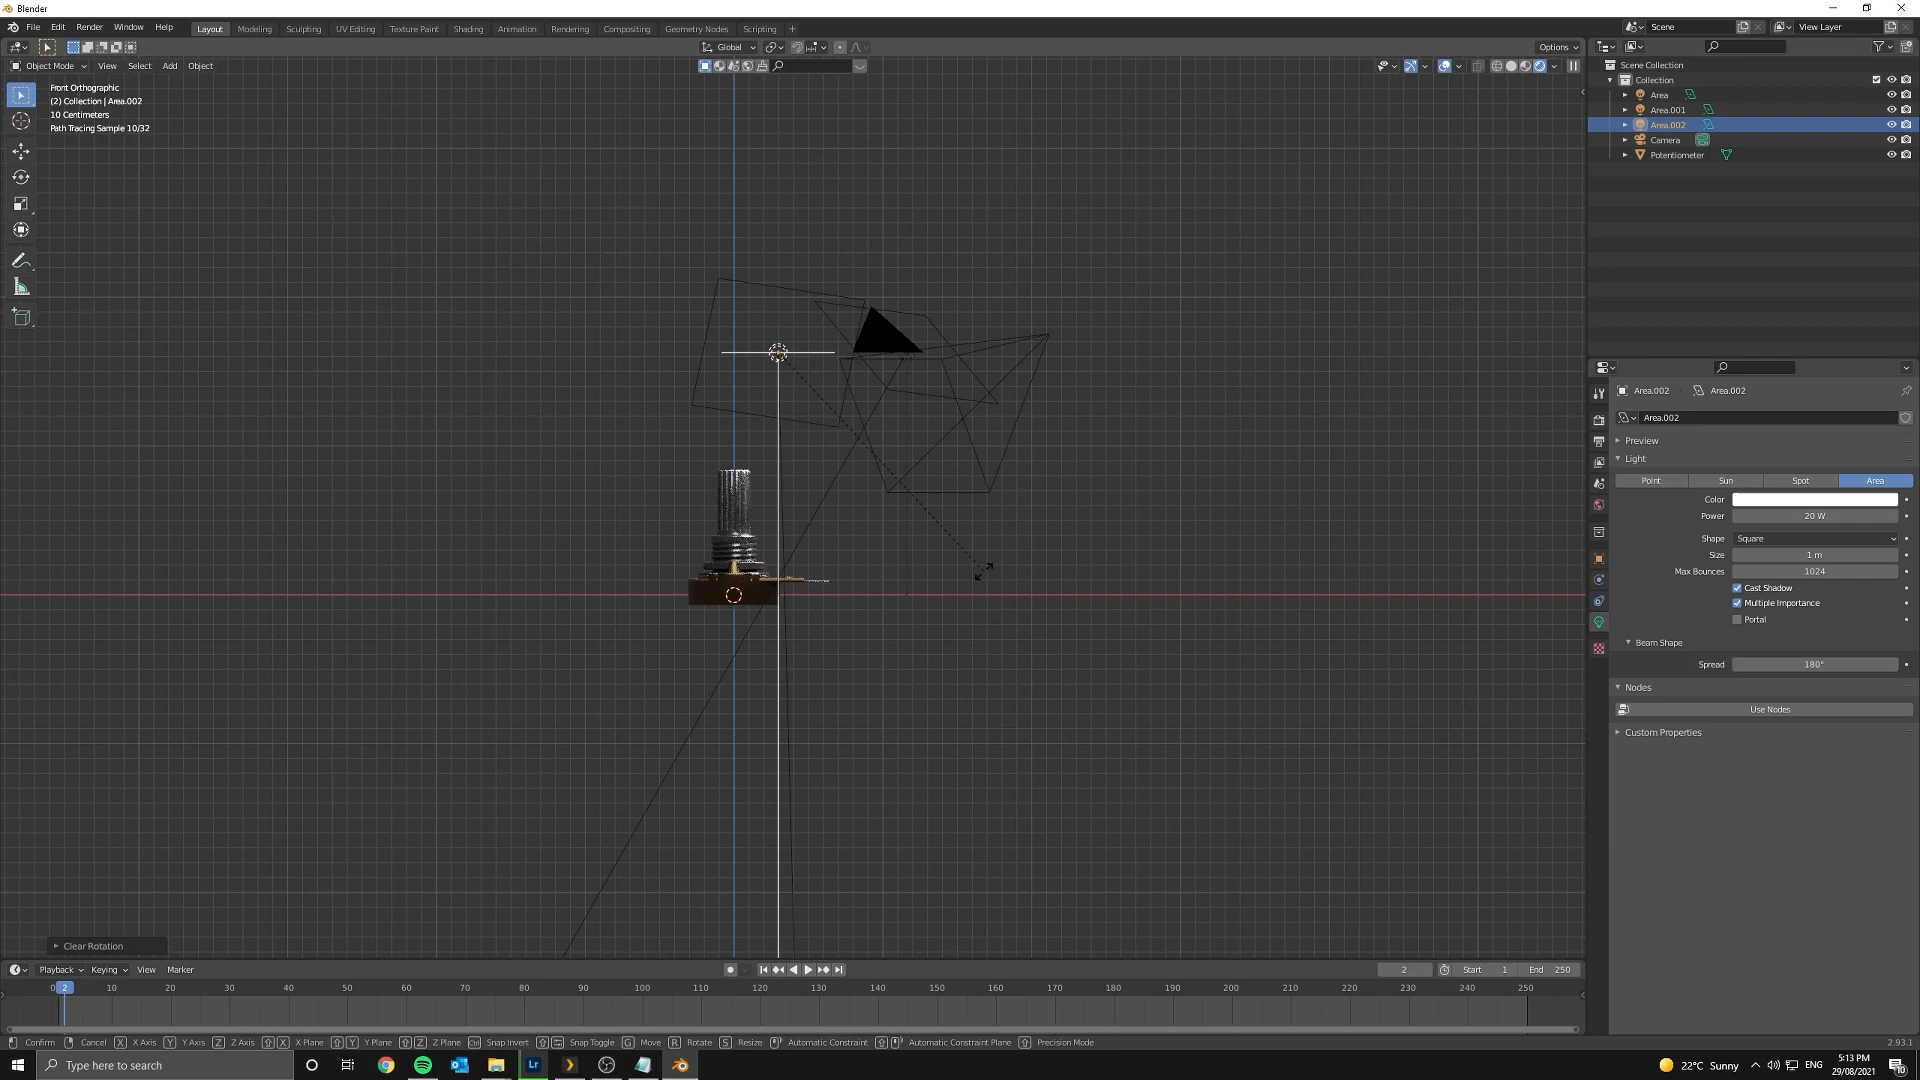 Blender
File Edit Render Window Help
Layout Modeling Sculpting UV Editing Texture Paint Shading Animation Rendering Compositing Geometry Nodes Scripting +
Scene
View Layer
Global
Options
Object Mode View Select Add Object
Front Orthographic
(2) Collection | Area.002
10 Centimeters
Path Tracing Sample 10/32
Scene Collection
Collection
Area
Area.001
Area.002
Camera
Potentiometer
Area.002 Area.002
Area.002
Preview
Light
Point Sun Spot Area
Color
Power 20 W
Shape Square
Size 1 m
Max Bounces 1024
Cast Shadow
Multiple Importance
Portal
Beam Shape
Spread 180°
Nodes
Use Nodes
Custom Properties
Clear Rotation
Playback Keying View Marker
2 Start 1 End 250
0 2 10 20 30 40 50 60 70 80 90 100 110 120 130 140 150 160 170 180 190 200 210 220 230 240 250
Confirm Cancel X X Axis Y Y Axis Z Z Axis X X Plane Y Y Plane Z Z Plane Ctrl Snap Invert Snap Toggle G Move R Rotate S Resize Automatic Constraint Automatic Constraint Plane Precision Mode
2.93.1
Type here to search
Lr
22°C Sunny
ENG
5:13 PM
29/08/2021
10